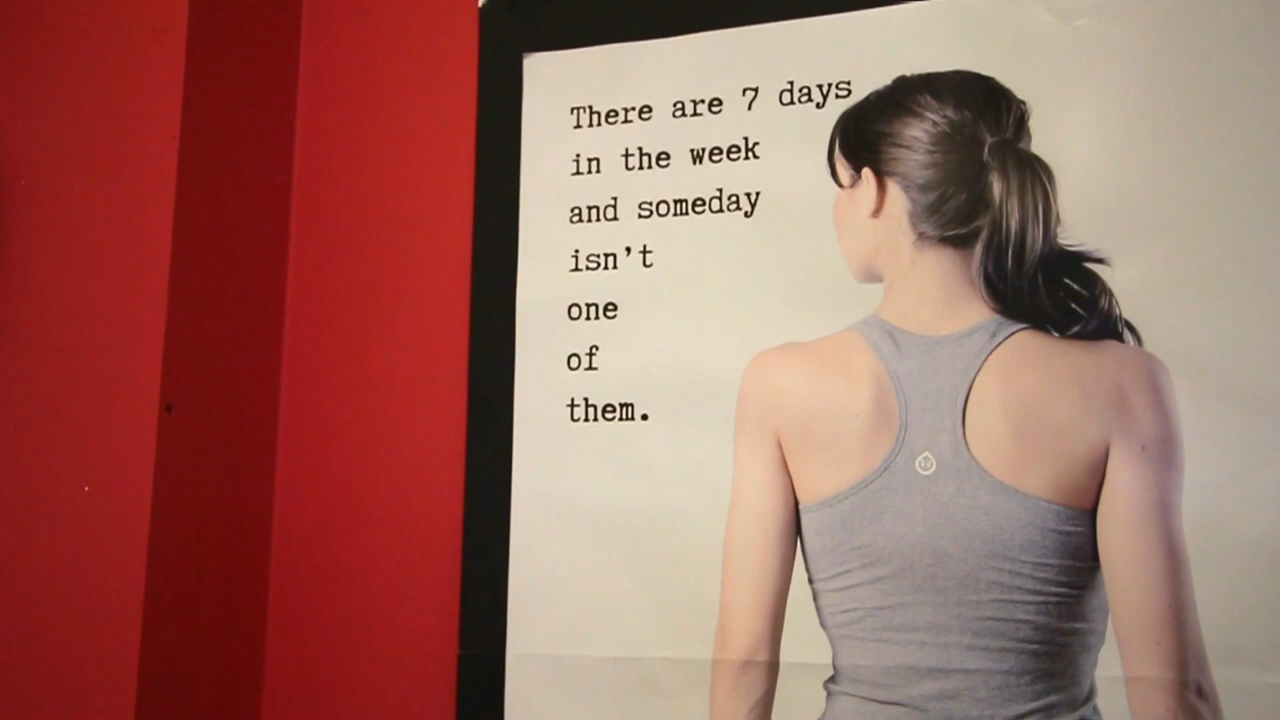 There are 7 days
in the week
and someday
isn't
one
of
them.